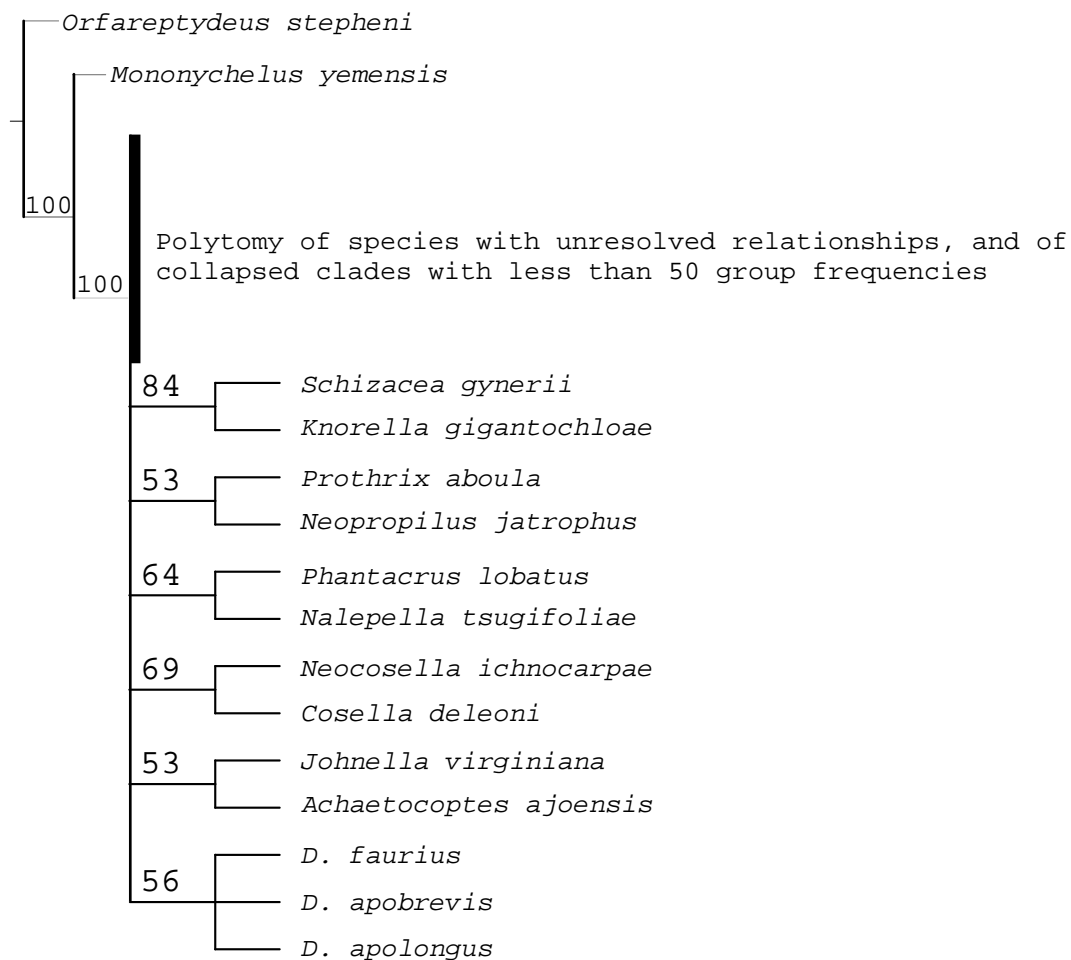 Orfareptydeus stepheni
Mononychelus yemensis
100
Polytomy of species with unresolved relationships, and of
collapsed clades with less than 50 group frequencies
100
84
Schizacea gynerii
Knorella gigantochloae
53
Prothrix aboula
Neopropilus jatrophus
64
Phantacrus lobatus
Nalepella tsugifoliae
69
Neocosella ichnocarpae
Cosella deleoni
53
Johnella virginiana
Achaetocoptes ajoensis
56
D. faurius
D. apobrevis
D. apolongus